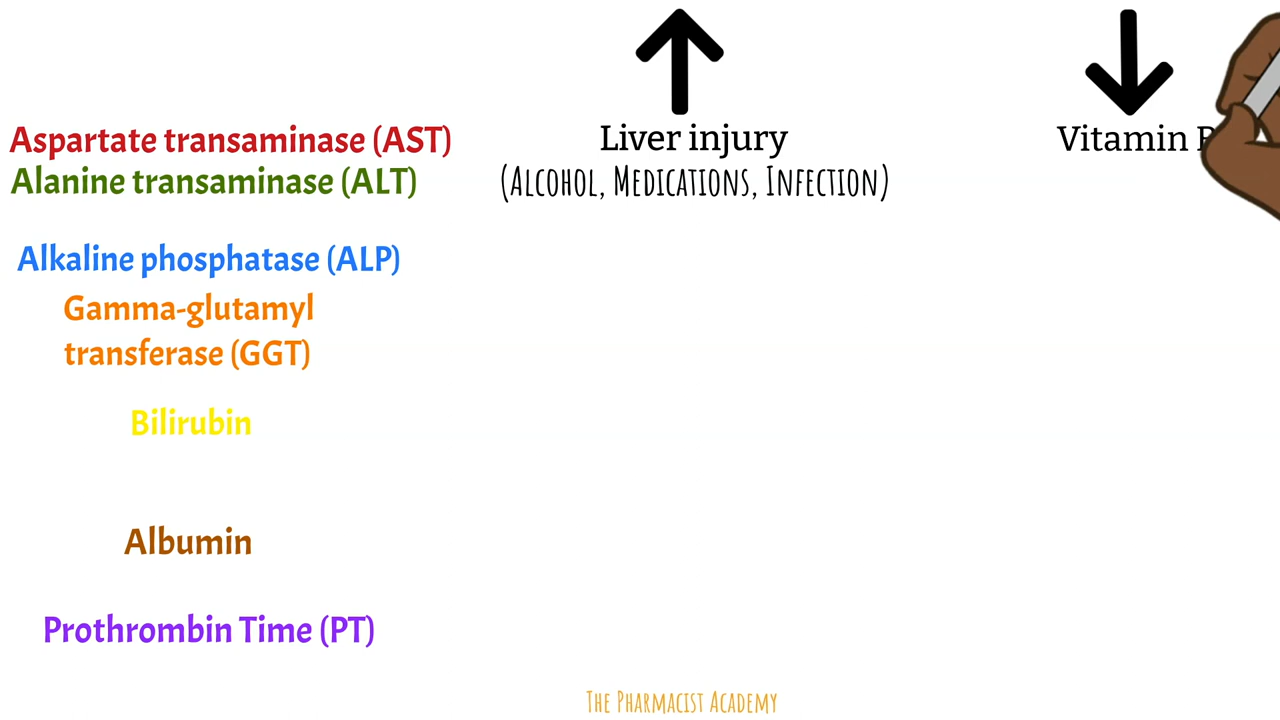 Aspartate transaminase (AST)
Liver injury
Vitamin
Alanine transaminase (ALT)
(Alcohol, Medications, Infection)
Alkaline phosphatase (ALP)
Gamma-glutamyl
transferase (GGT)
Bilirubin
Albumin
Prothrombin Time (PT)
The Pharmacist Academy